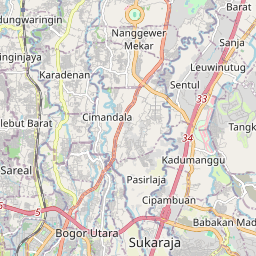 dungwaringin
Nanggewer
Mekar
Barat
Sanja
nginjaya
Karadenan
Leuwinutug
Sentul
33
Cimandala
lebut Barat
34
Tangk
Kadumanggu
Sareal
Pasirlaja
Cipambuan
Babakan Mad
Bogor Utara
Sukaraja